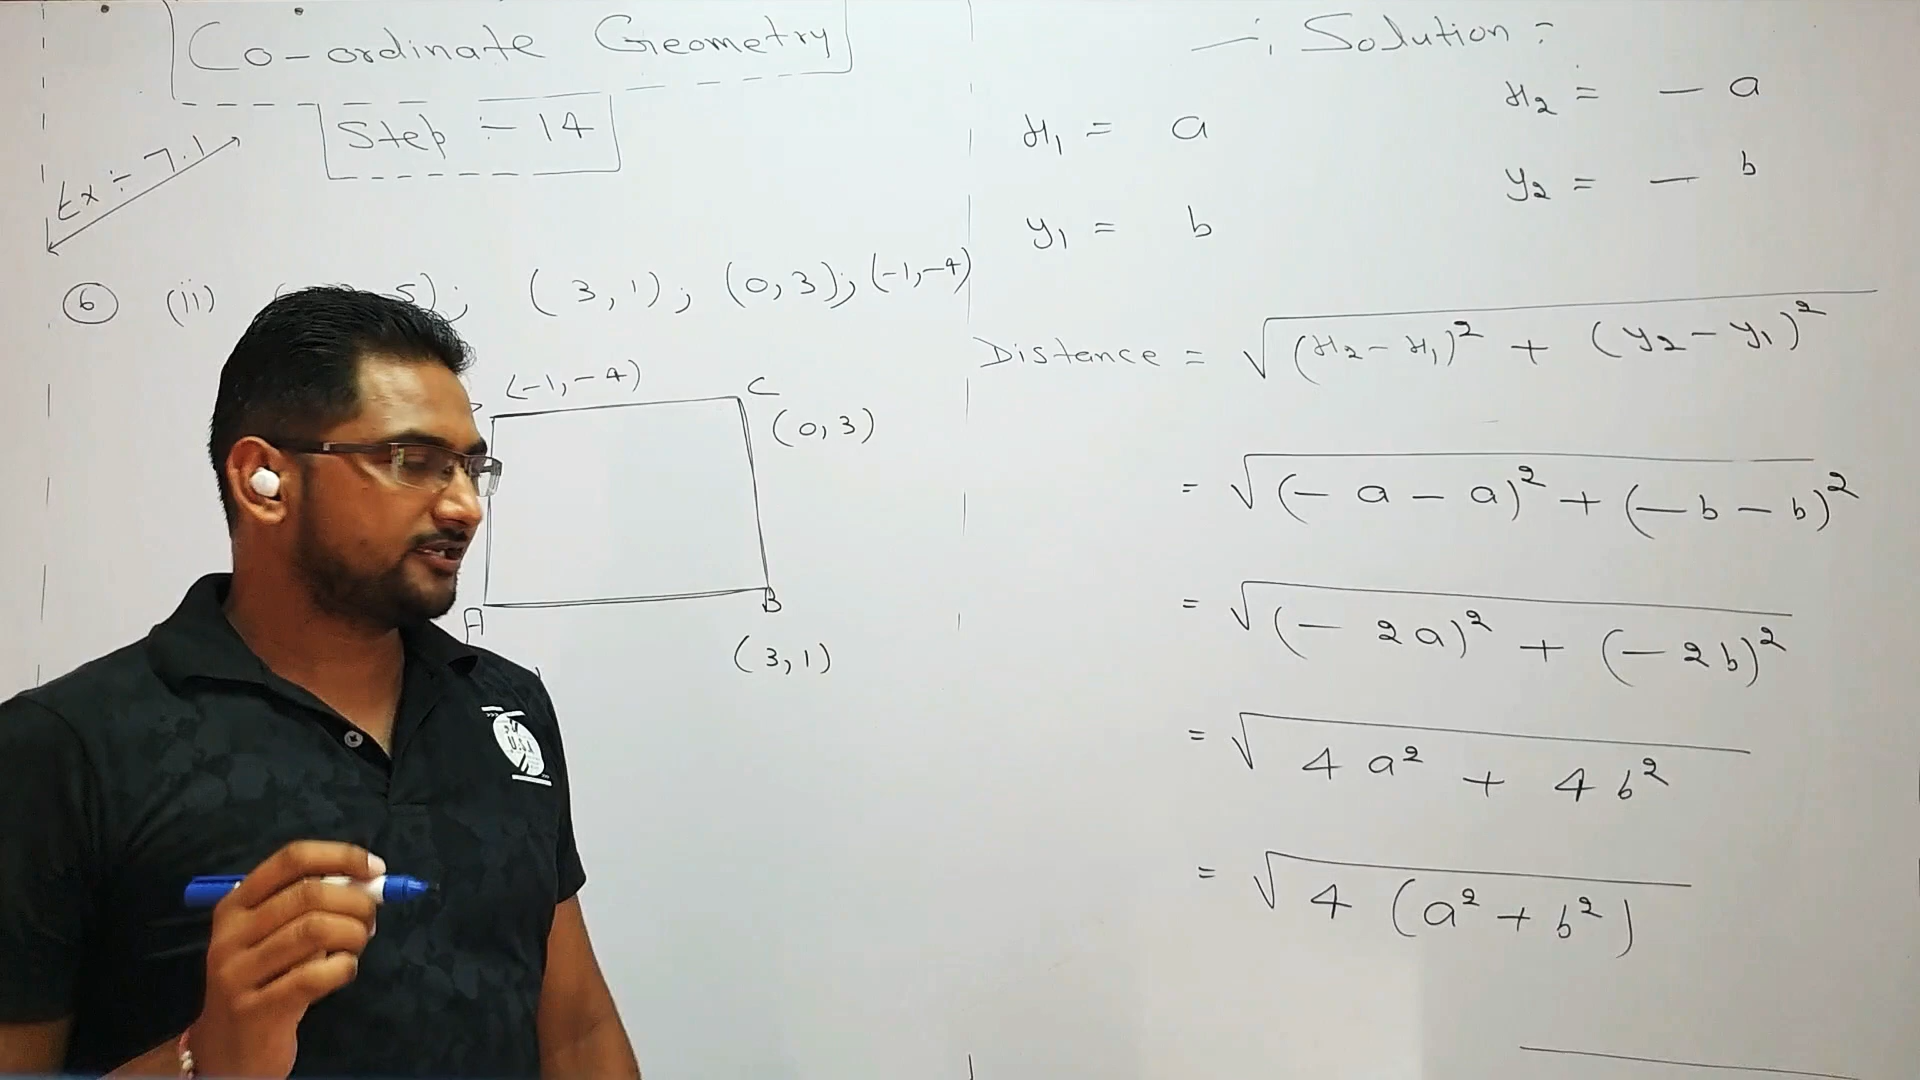 Co-ordinate Geometry
Step :- 14
Ex :- 7.1
6 (ii) 5); (3,1); (0,3); (-1,-4)
(-1,-4) C
(0,3)
A B
(3,1)
Solution :
x₁ = a
x₂ = - a
y₁ = b
y₂ = - b
Distance = √(x₂ - x₁)² + (y₂ - y₁)²
= √(- a - a)² + (- b - b)²
= √(- 2a)² + (- 2b)²
= √4a² + 4b²
= √4 (a² + b²)